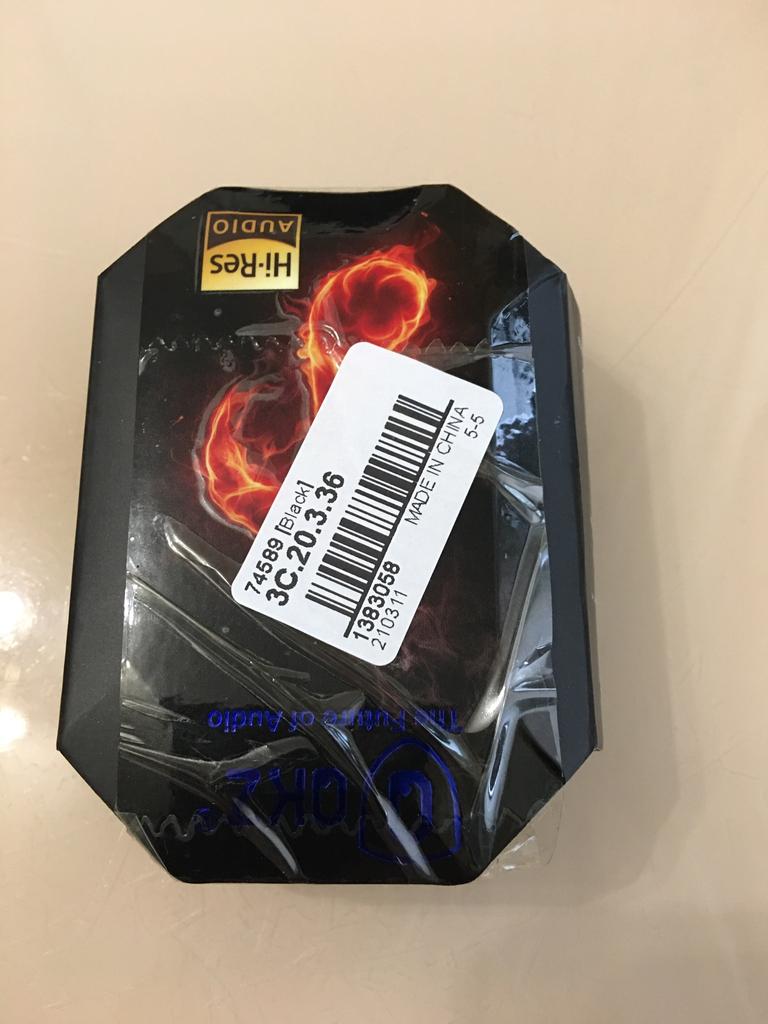 Hi-Res
AUDIO
74589 [Black]
3C.20.3.36
1383058
210311
MADE IN CHINA
5-5
The Future of Audio
QKZ